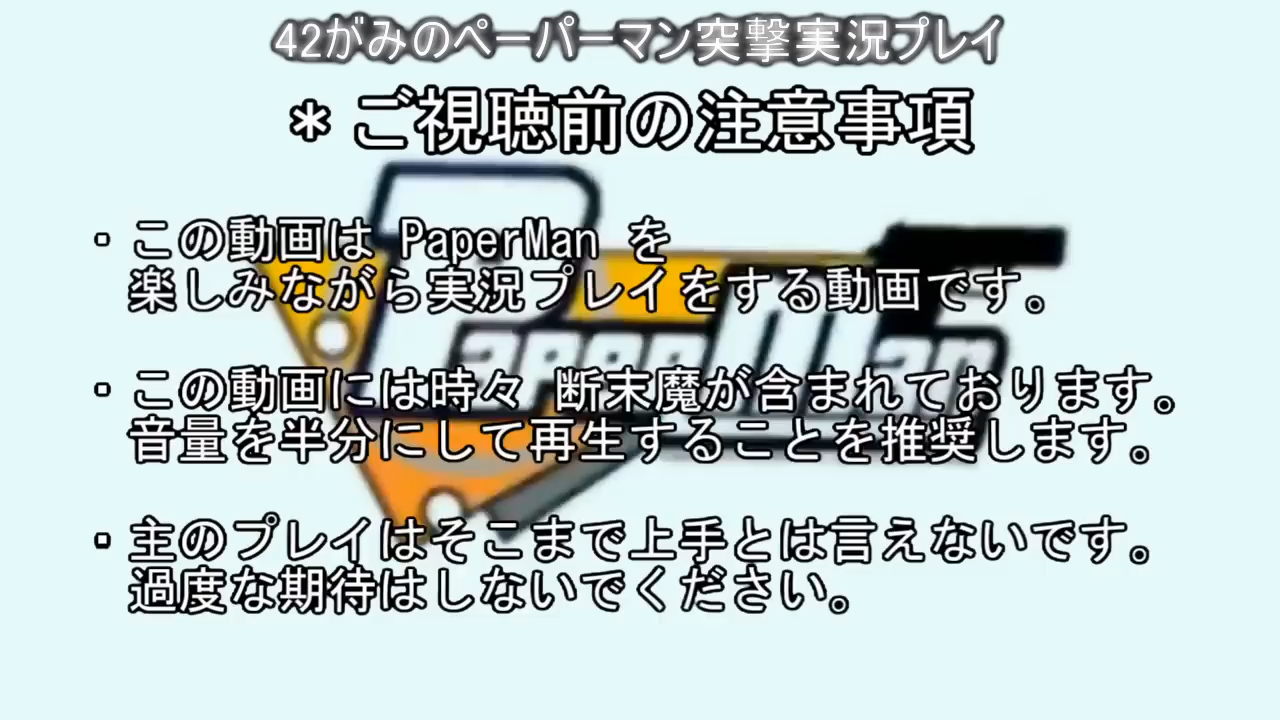 42がみのペーパーマン突撃実況プレイ
* ご視聴前の注意事項
・この動画は PaperMan を
楽しみながら実況プレイをする動画です。
・この動画には時々 断末魔が含まれております。
音量を半分にして再生することを推奨します。
・主のプレイはそこまで上手とは言えないです。
過度な期待はしないでください。
PaperMan